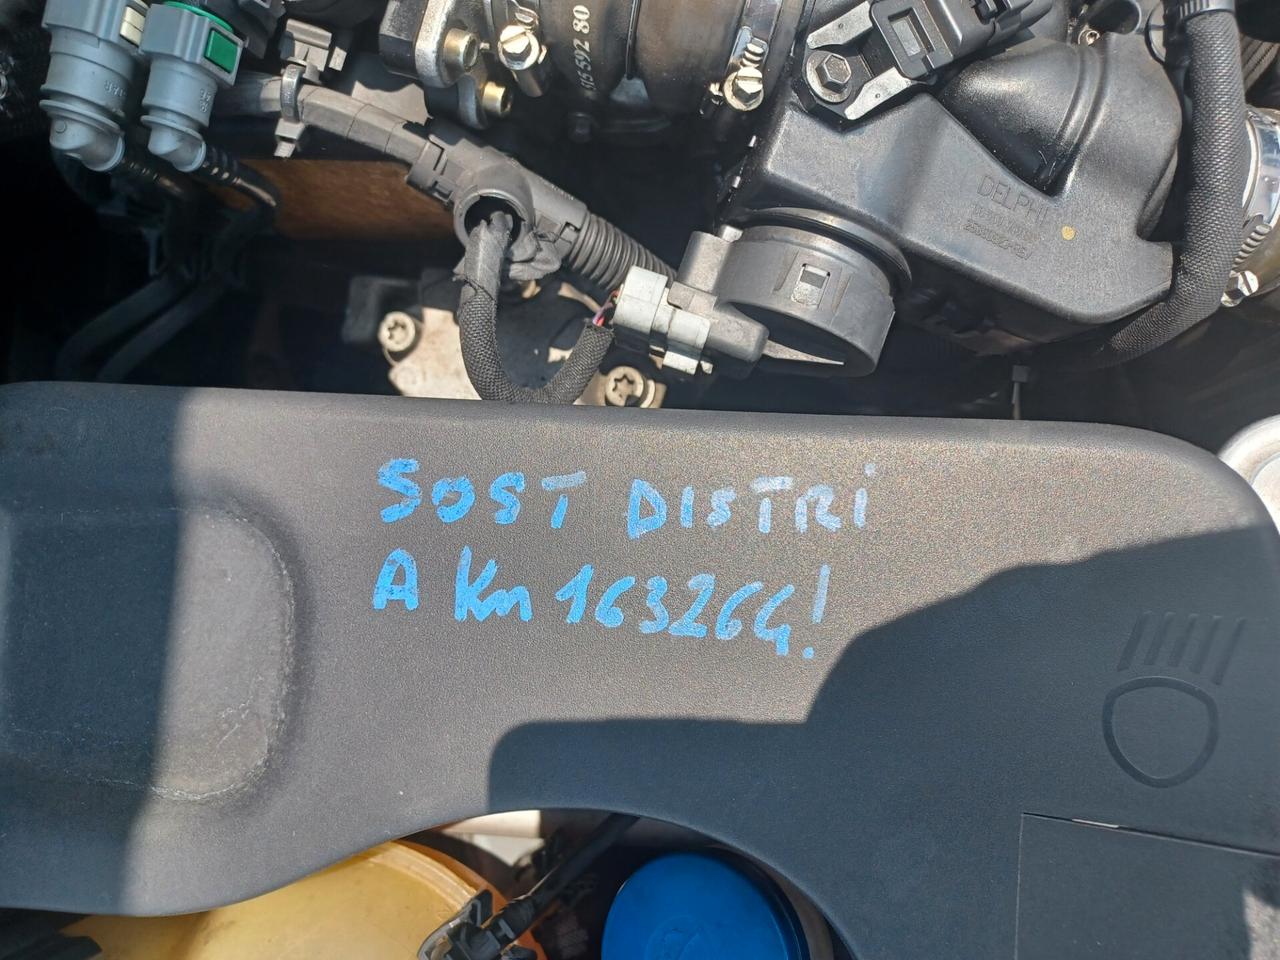 SOST DISTRI
A Km 163264!
DELPHI